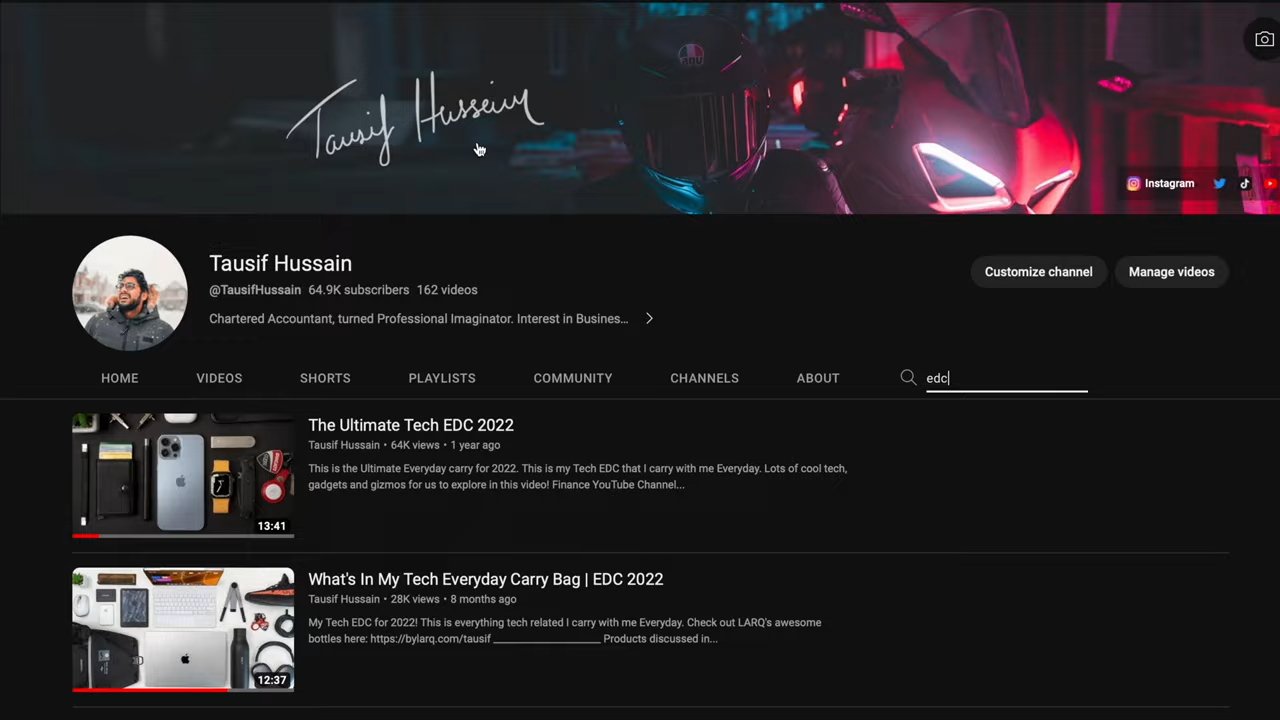 Tausif Hussain
AGV
Instagram
Tausif Hussain
@TausifHussain 64.9K subscribers 162 videos
Customize channel
Manage videos
Chartered Accountant, turned Professional Imaginator. Interest in Busines...
HOME VIDEOS SHORTS PLAYLISTS COMMUNITY CHANNELS ABOUT edc
The Ultimate Tech EDC 2022
Tausif Hussain • 64K views • 1 year ago
This is the Ultimate Everyday carry for 2022. This is my Tech EDC that I carry with me Everyday. Lots of cool tech,
gadgets and gizmos for us to explore in this video! Finance YouTube Channel...
13:41
What's In My Tech Everyday Carry Bag | EDC 2022
Tausif Hussain • 28K views • 8 months ago
My Tech EDC for 2022! This is everything tech related I carry with me Everyday. Check out LARQ's awesome
bottles here: https://bylarq.com/tausif ____________________ Products discussed in...
12:37